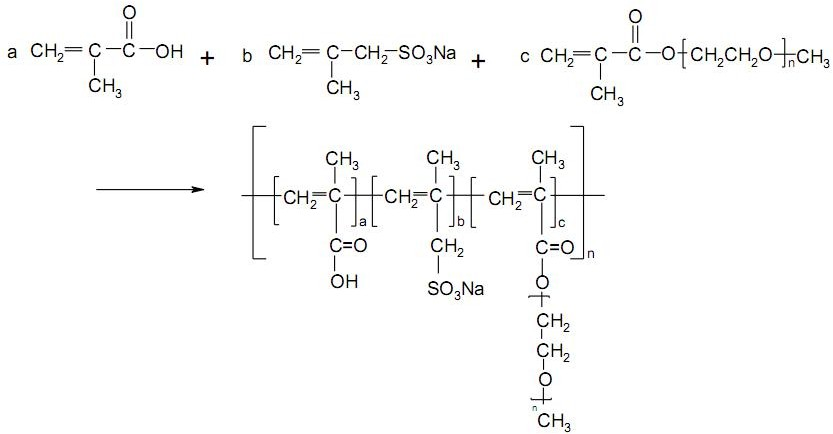 O O O
a CH2=C-C-OH + b CH2=C-CH2-SO3Na + c CH2=C-C-O-[CH2CH2O]nCH3
CH3 CH3 CH3
CH3 CH3 CH3
[[CH2=C]a[CH2=C]b[CH2=C]c]n
C=O CH2 C=O
OH SO3Na O
CH2
CH2
O
n
CH3